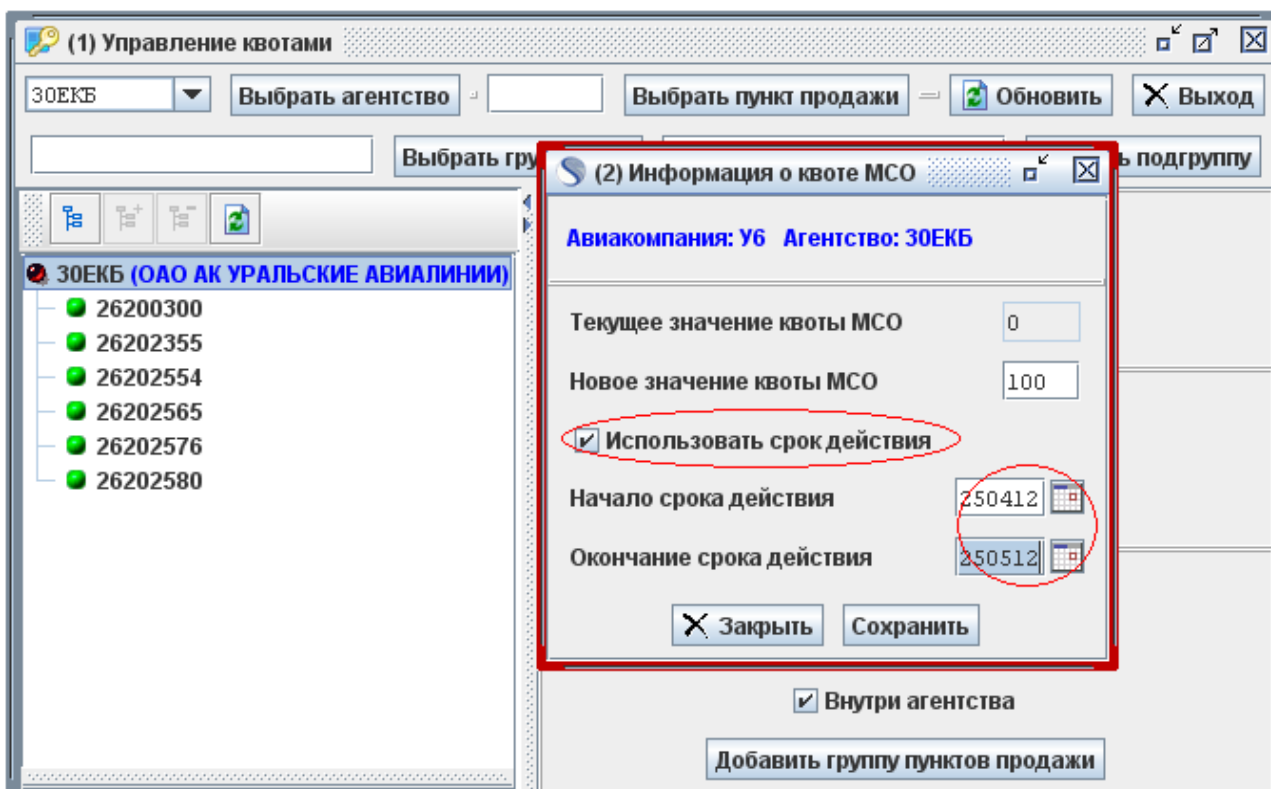 (1) Управление квотами
30ЕКБ
Выбрать агентство
Выбрать пункт продажи
Обновить
Выход
Выбрать гру
ь подгруппу
30ЕКБ (ОАО АК УРАЛЬСКИЕ АВИАЛИНИИ)
26200300
26202355
26202554
26202565
26202576
26202580
(2) Информация о квоте МСО
Авиакомпания: У6 Агентство: 30ЕКБ
Текущее значение квоты МСО 0
Новое значение квоты МСО 100
Использовать срок действия
Начало срока действия 250412
Окончание срока действия 250512
Закрыть
Сохранить
Внутри агентства
Добавить группу пунктов продажи